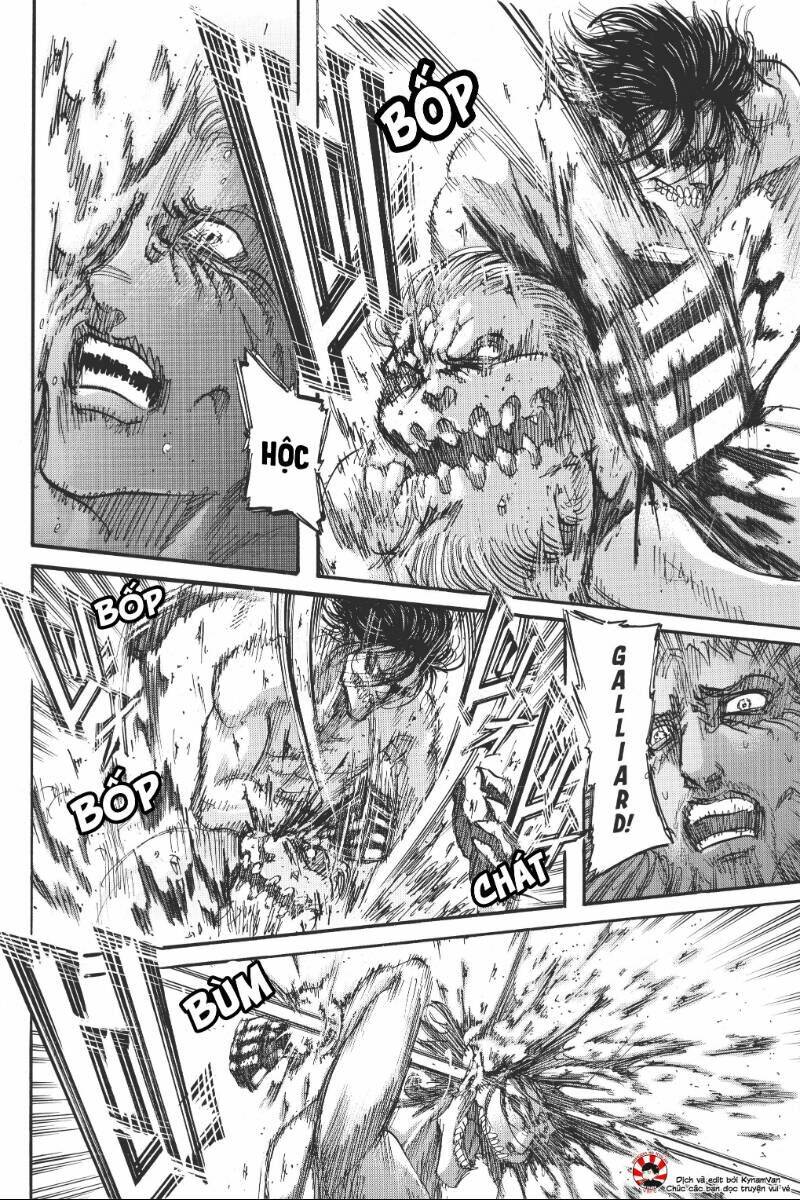 BỐP
HỘC
BỐP
BỐP
CHÁT
GALLIARD!
BÙM
Dịch và edit bởi KynamVan
Chúc các bạn đọc truyện vui vẻ